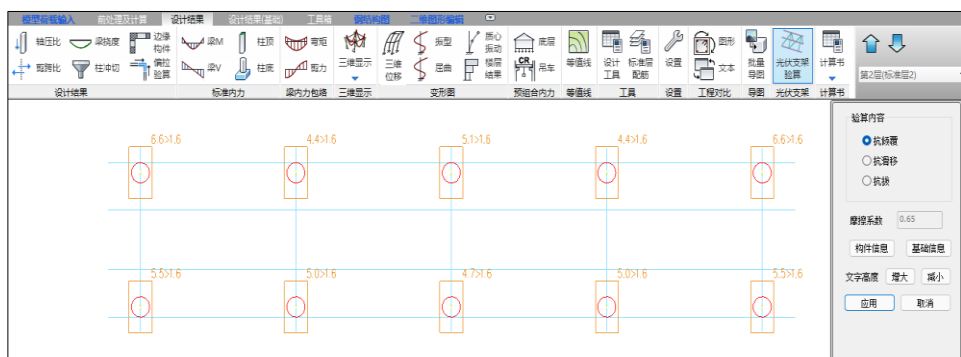 模型荷载输入 前处理及计算 设计结果 设计结果(基础) 工具箱 钢结构图 二维图形编辑
轴压比 梁挠度 边缘构件 梁M 柱顶 弯矩 三维显示 三维位移 振型 质心振动 底层 等值线 设计工具 标准层配筋 设置 图形 批量导图 光伏支架验算 计算书
剪跨比 柱冲切 偏拉验算 梁V 柱底 剪力 屈曲 楼层结果 CR 吊车 文本
第2层(标准层2)
设计结果 标准内力 梁内力包络 三维显示 变形图 预组合内力 等值线 工具 设置 工程对比 导图 光伏支架 计算书
6.6>1.6 4.4>1.6 5.1>1.6 4.4>1.6 6.6>1.6
5.5>1.6 5.0>1.6 4.7>1.6 5.0>1.6 5.5>1.6
验算内容
抗倾覆
抗滑移
抗拔
摩擦系数 0.65
构件信息 基础信息
文字高度 增大 减小
应用 取消